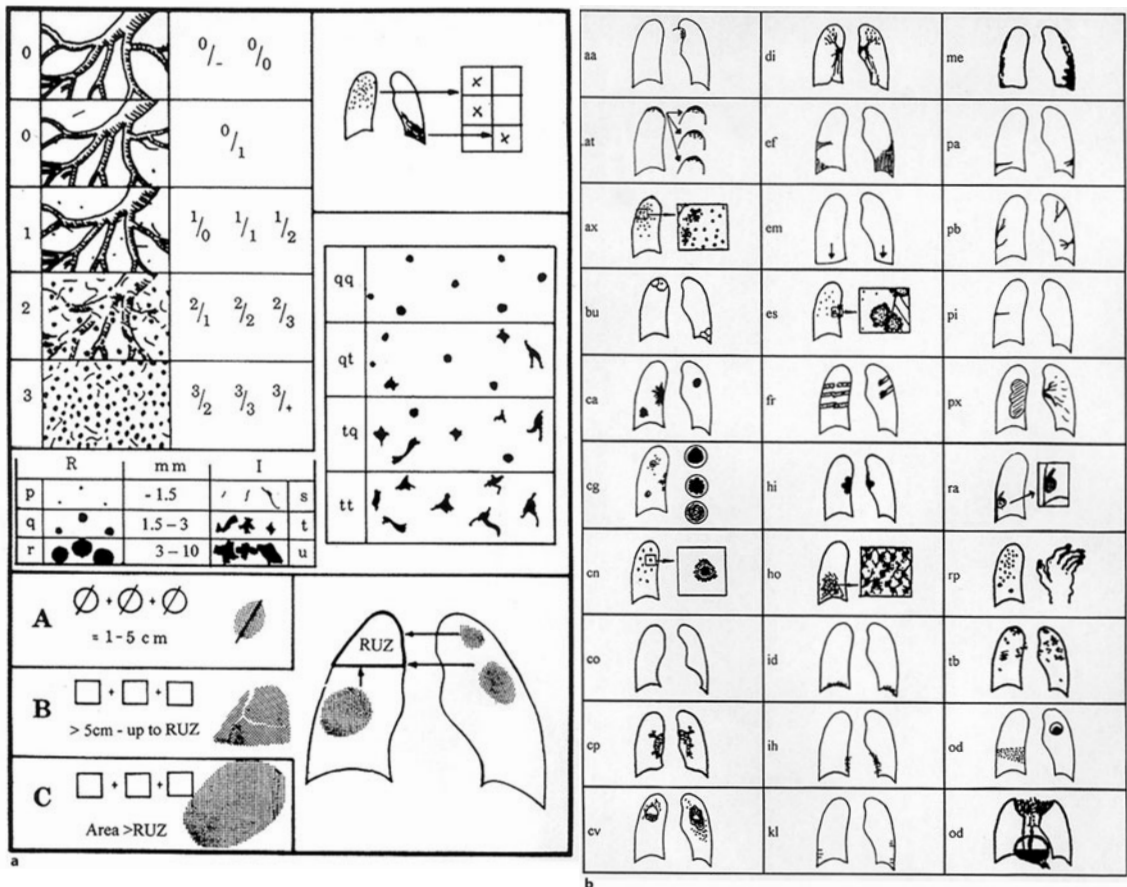 0 0/- 0/0
0 0/1
1 1/0 1/1 1/2
2 2/1 2/2 2/3
3 3/2 3/3 3/+
R mm I
p - 1.5 s
q 1.5 – 3 t
r 3 – 10 u
x
x
x
qq
qt
tq
tt
A + +
≈ 1 - 5 cm
B + +
> 5cm - up to RUZ
C + +
Area >RUZ
RUZ
a
aa di me
at ef pa
ax em pb
bu es pi
ca fr px
cg hi ra
cn ho rp
co id tb
cp ih od
cv kl od
b